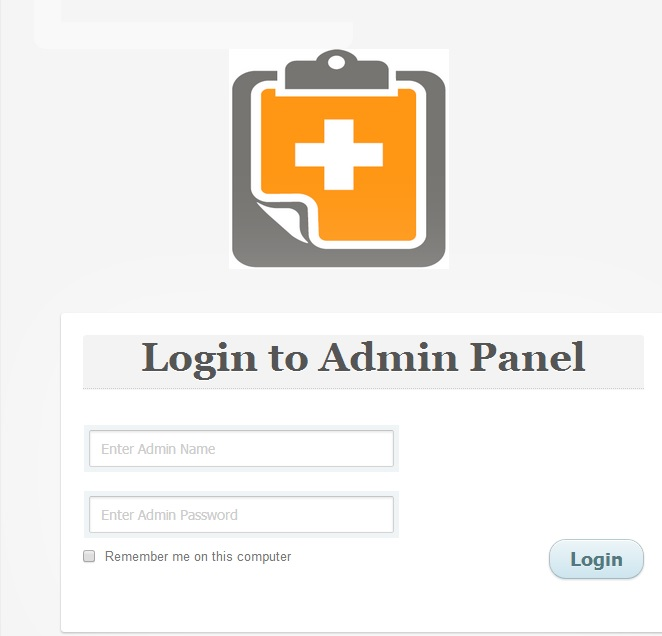 Login to Admin Panel
Enter Admin Name
Enter Admin Password
Remember me on this computer
Login